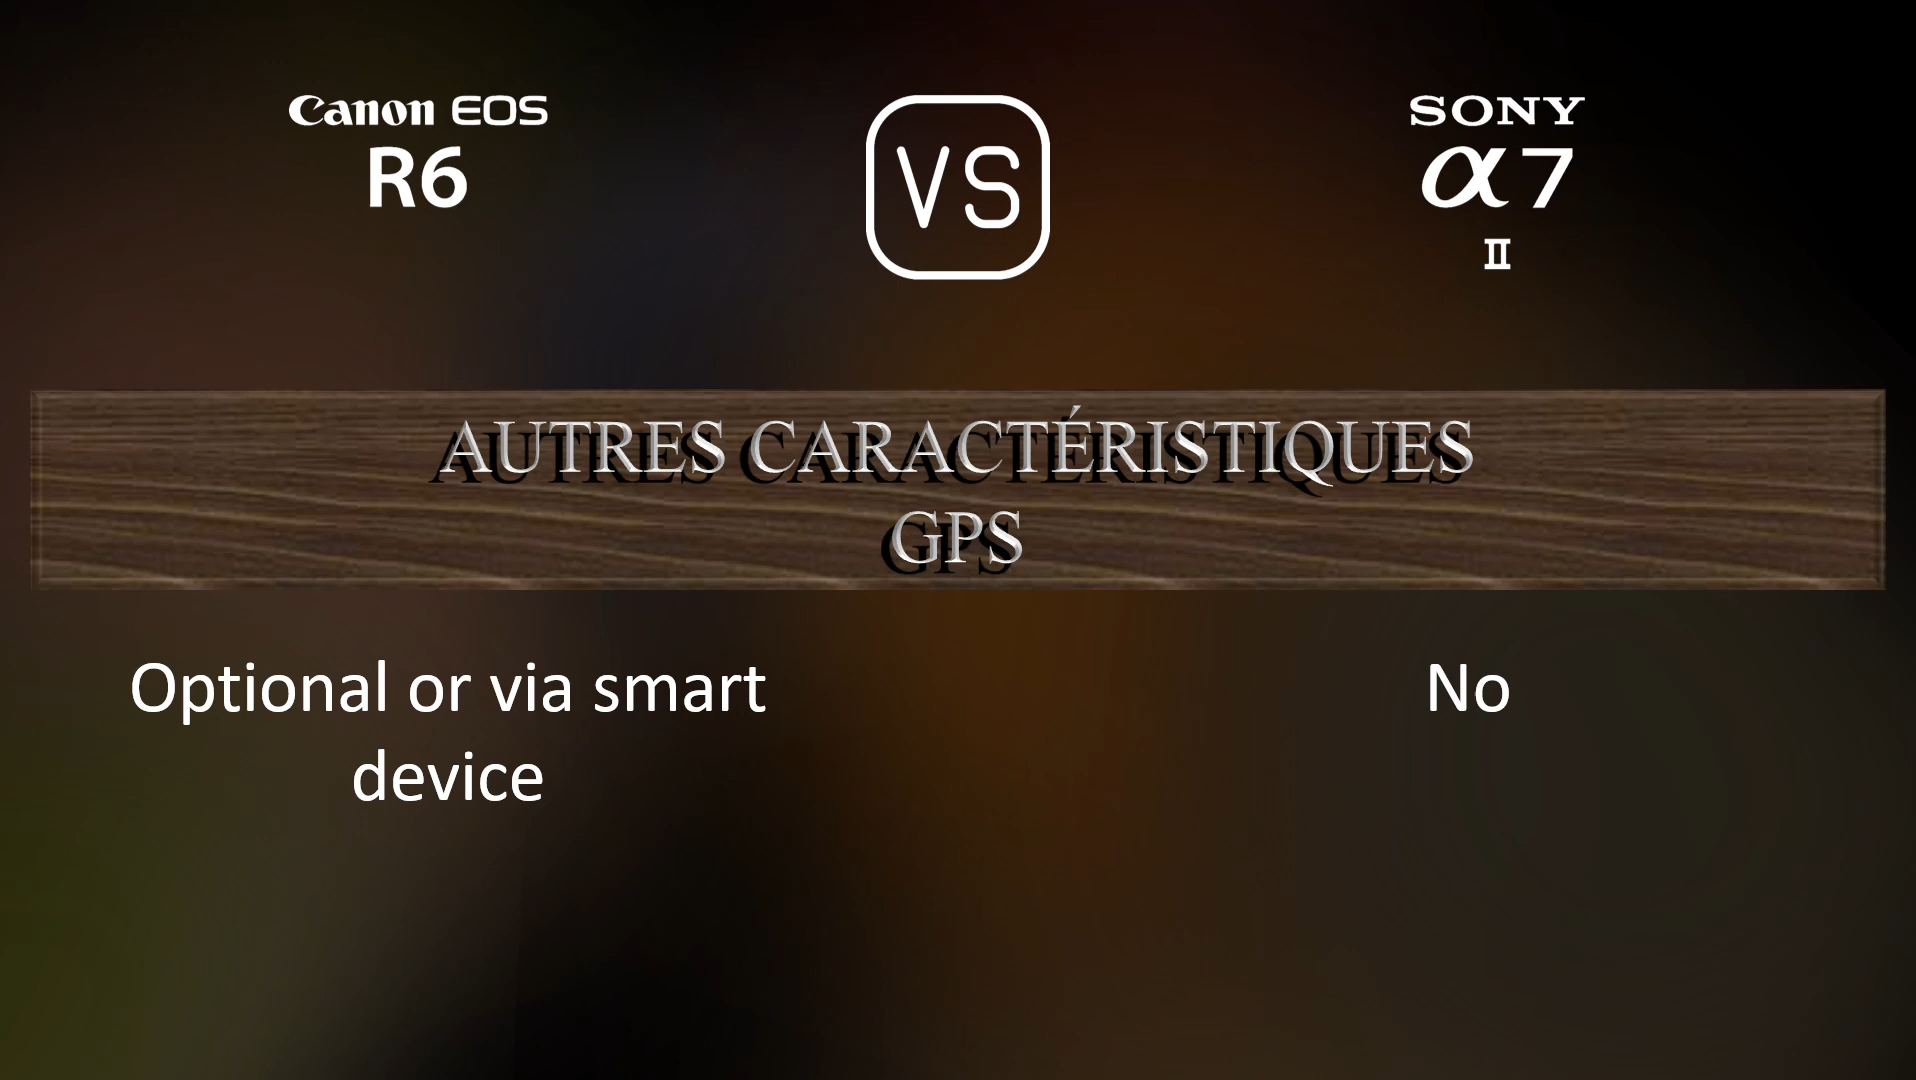 Canon EOS
R6
VS
SONY
α7
II
AUTRES CARACTÉRISTIQUES
GPS
Optional or via smart
device
No